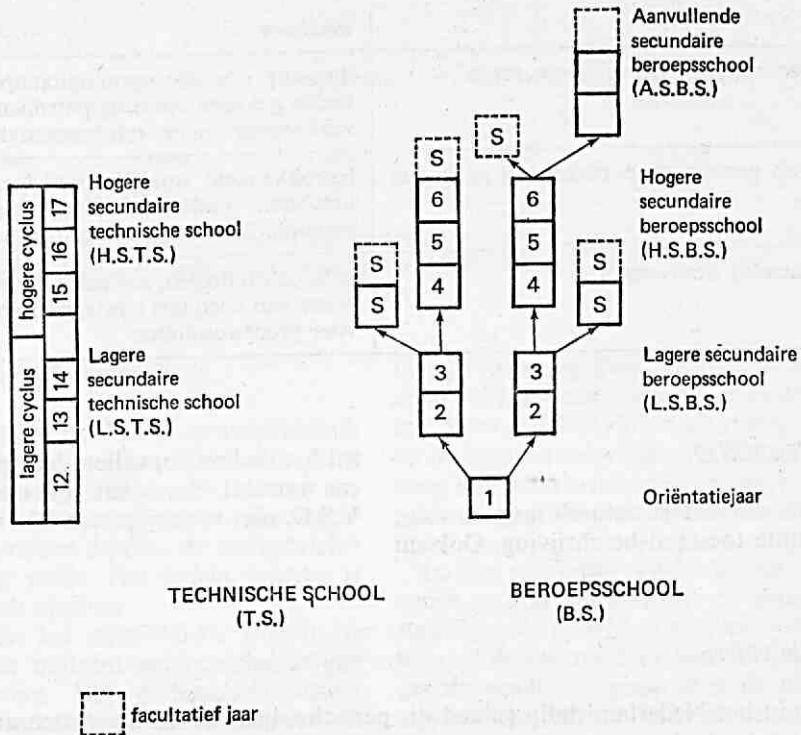 Aanvullende
secundaire
beroepsschool
(A.S.B.S.)
S
S
hogere cyclus
17
16
15
Hogere
secundaire
technische school
(H.S.T.S.)
6
5
4
6
5
4
Hogere
secundaire
beroepsschool
(H.S.B.S.)
S
S
S
S
lagere cyclus
14
13
12.
Lagere
secundaire
technische school
(L.S.T.S.)
3
2
3
2
Lagere secundaire
beroepsschool
(L.S.B.S.)
1
Oriëntatiejaar
TECHNISCHE SCHOOL
(T.S.)
BEROEPSSCHOOL
(B.S.)
facultatief jaar